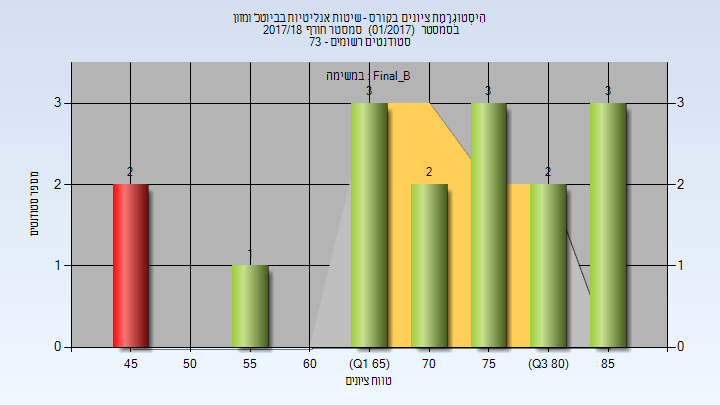 היסטוגרמת ציונים בקורס - שיטות אנליטיות בביוטכ' ומזון
בסמסטר (01/2017) סמסטר חורף 2017/18
סטודנטים רשומים - 73
במשימה : Final_B
3 3 3
3 3
2 2 2
2 2
1
1 1
0 0
45 50 55 60 (Q1 65) 70 75 (Q3 80) 85
טווח ציונים
מספר סטודנטים